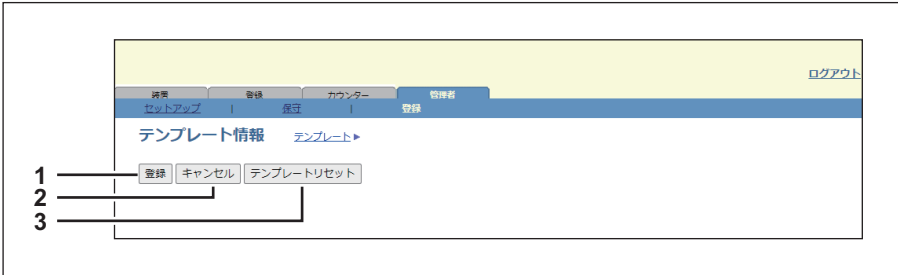 ログアウト
装置 登録 カウンター 管理者
セットアップ | 保守 | 登録
テンプレート情報 テンプレート▶
1 登録 キャンセル テンプレートリセット
2
3